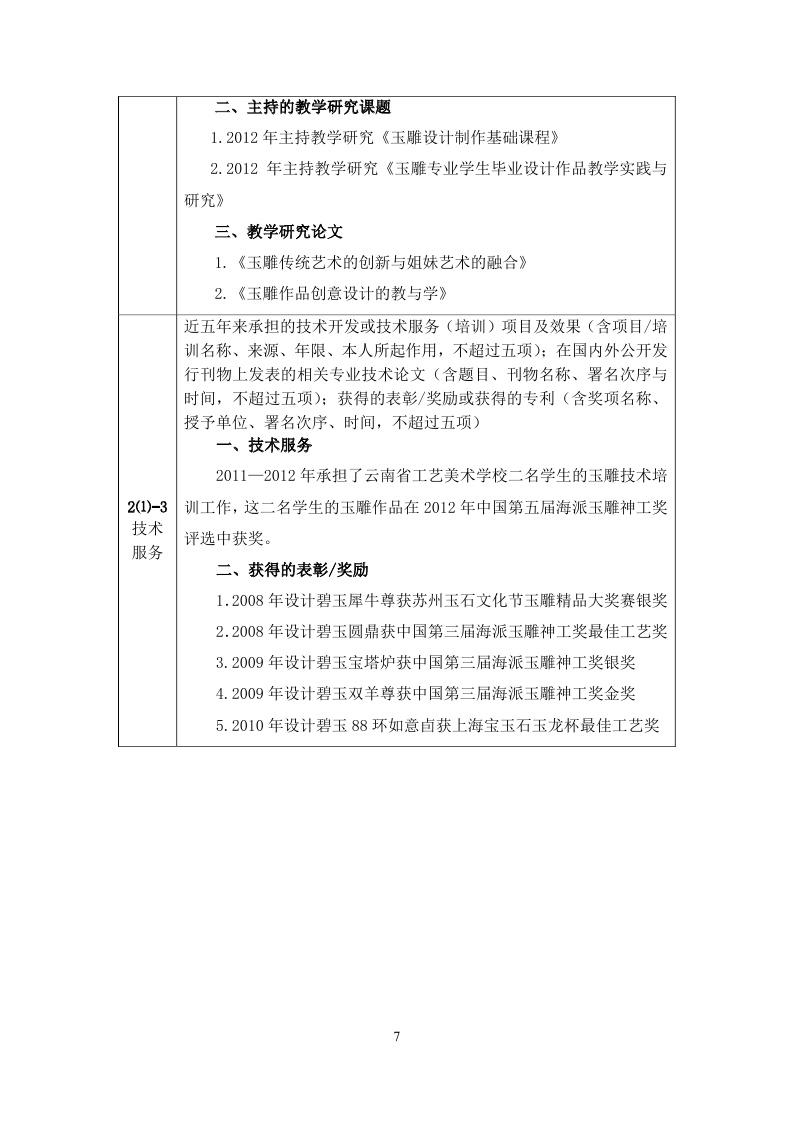 二、主持的教学研究课题
1.2012 年主持教学研究《玉雕设计制作基础课程》
2.2012 年主持教学研究《玉雕专业学生毕业设计作品教学实践与
研究》
三、教学研究论文
1.《玉雕传统艺术的创新与姐妹艺术的融合》
2.《玉雕作品创意设计的教与学》
2⑴-3
技术
服务
近五年来承担的技术开发或技术服务（培训）项目及效果（含项目/培
训名称、来源、年限、本人所起作用，不超过五项）；在国内外公开发
行刊物上发表的相关专业技术论文（含题目、刊物名称、署名次序与
时间，不超过五项）；获得的表彰/奖励或获得的专利（含奖项名称、
授予单位、署名次序、时间，不超过五项）
一、技术服务
2011—2012 年承担了云南省工艺美术学校二名学生的玉雕技术培
训工作，这二名学生的玉雕作品在 2012 年中国第五届海派玉雕神工奖
评选中获奖。
二、获得的表彰/奖励
1.2008 年设计碧玉犀牛尊获苏州玉石文化节玉雕精品大奖赛银奖
2.2008 年设计碧玉圆鼎获中国第三届海派玉雕神工奖最佳工艺奖
3.2009 年设计碧玉宝塔炉获中国第三届海派玉雕神工奖银奖
4.2009 年设计碧玉双羊尊获中国第三届海派玉雕神工奖金奖
5.2010 年设计碧玉 88 环如意卣获上海宝玉石玉龙杯最佳工艺奖
7